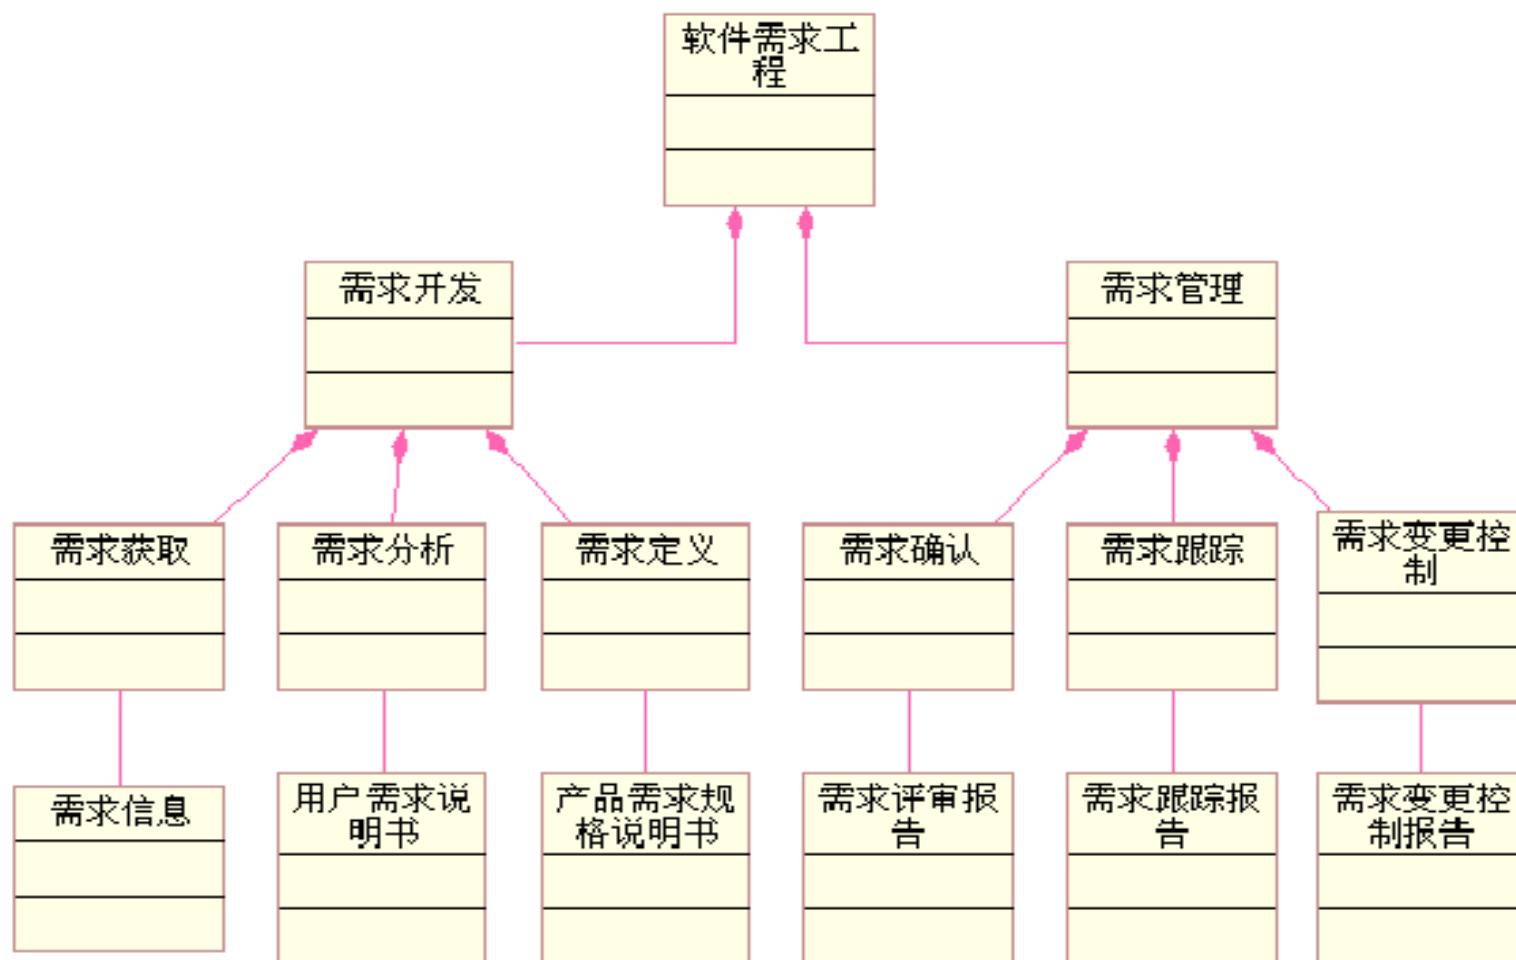 软件需求工
程
需求开发
需求管理
需求获取
需求分析
需求定义
需求确认
需求跟踪
需求变更控
制
需求信息
用户需求说
明书
产品需求规
格说明书
需求评审报
告
需求跟踪报
告
需求变更控
制报告